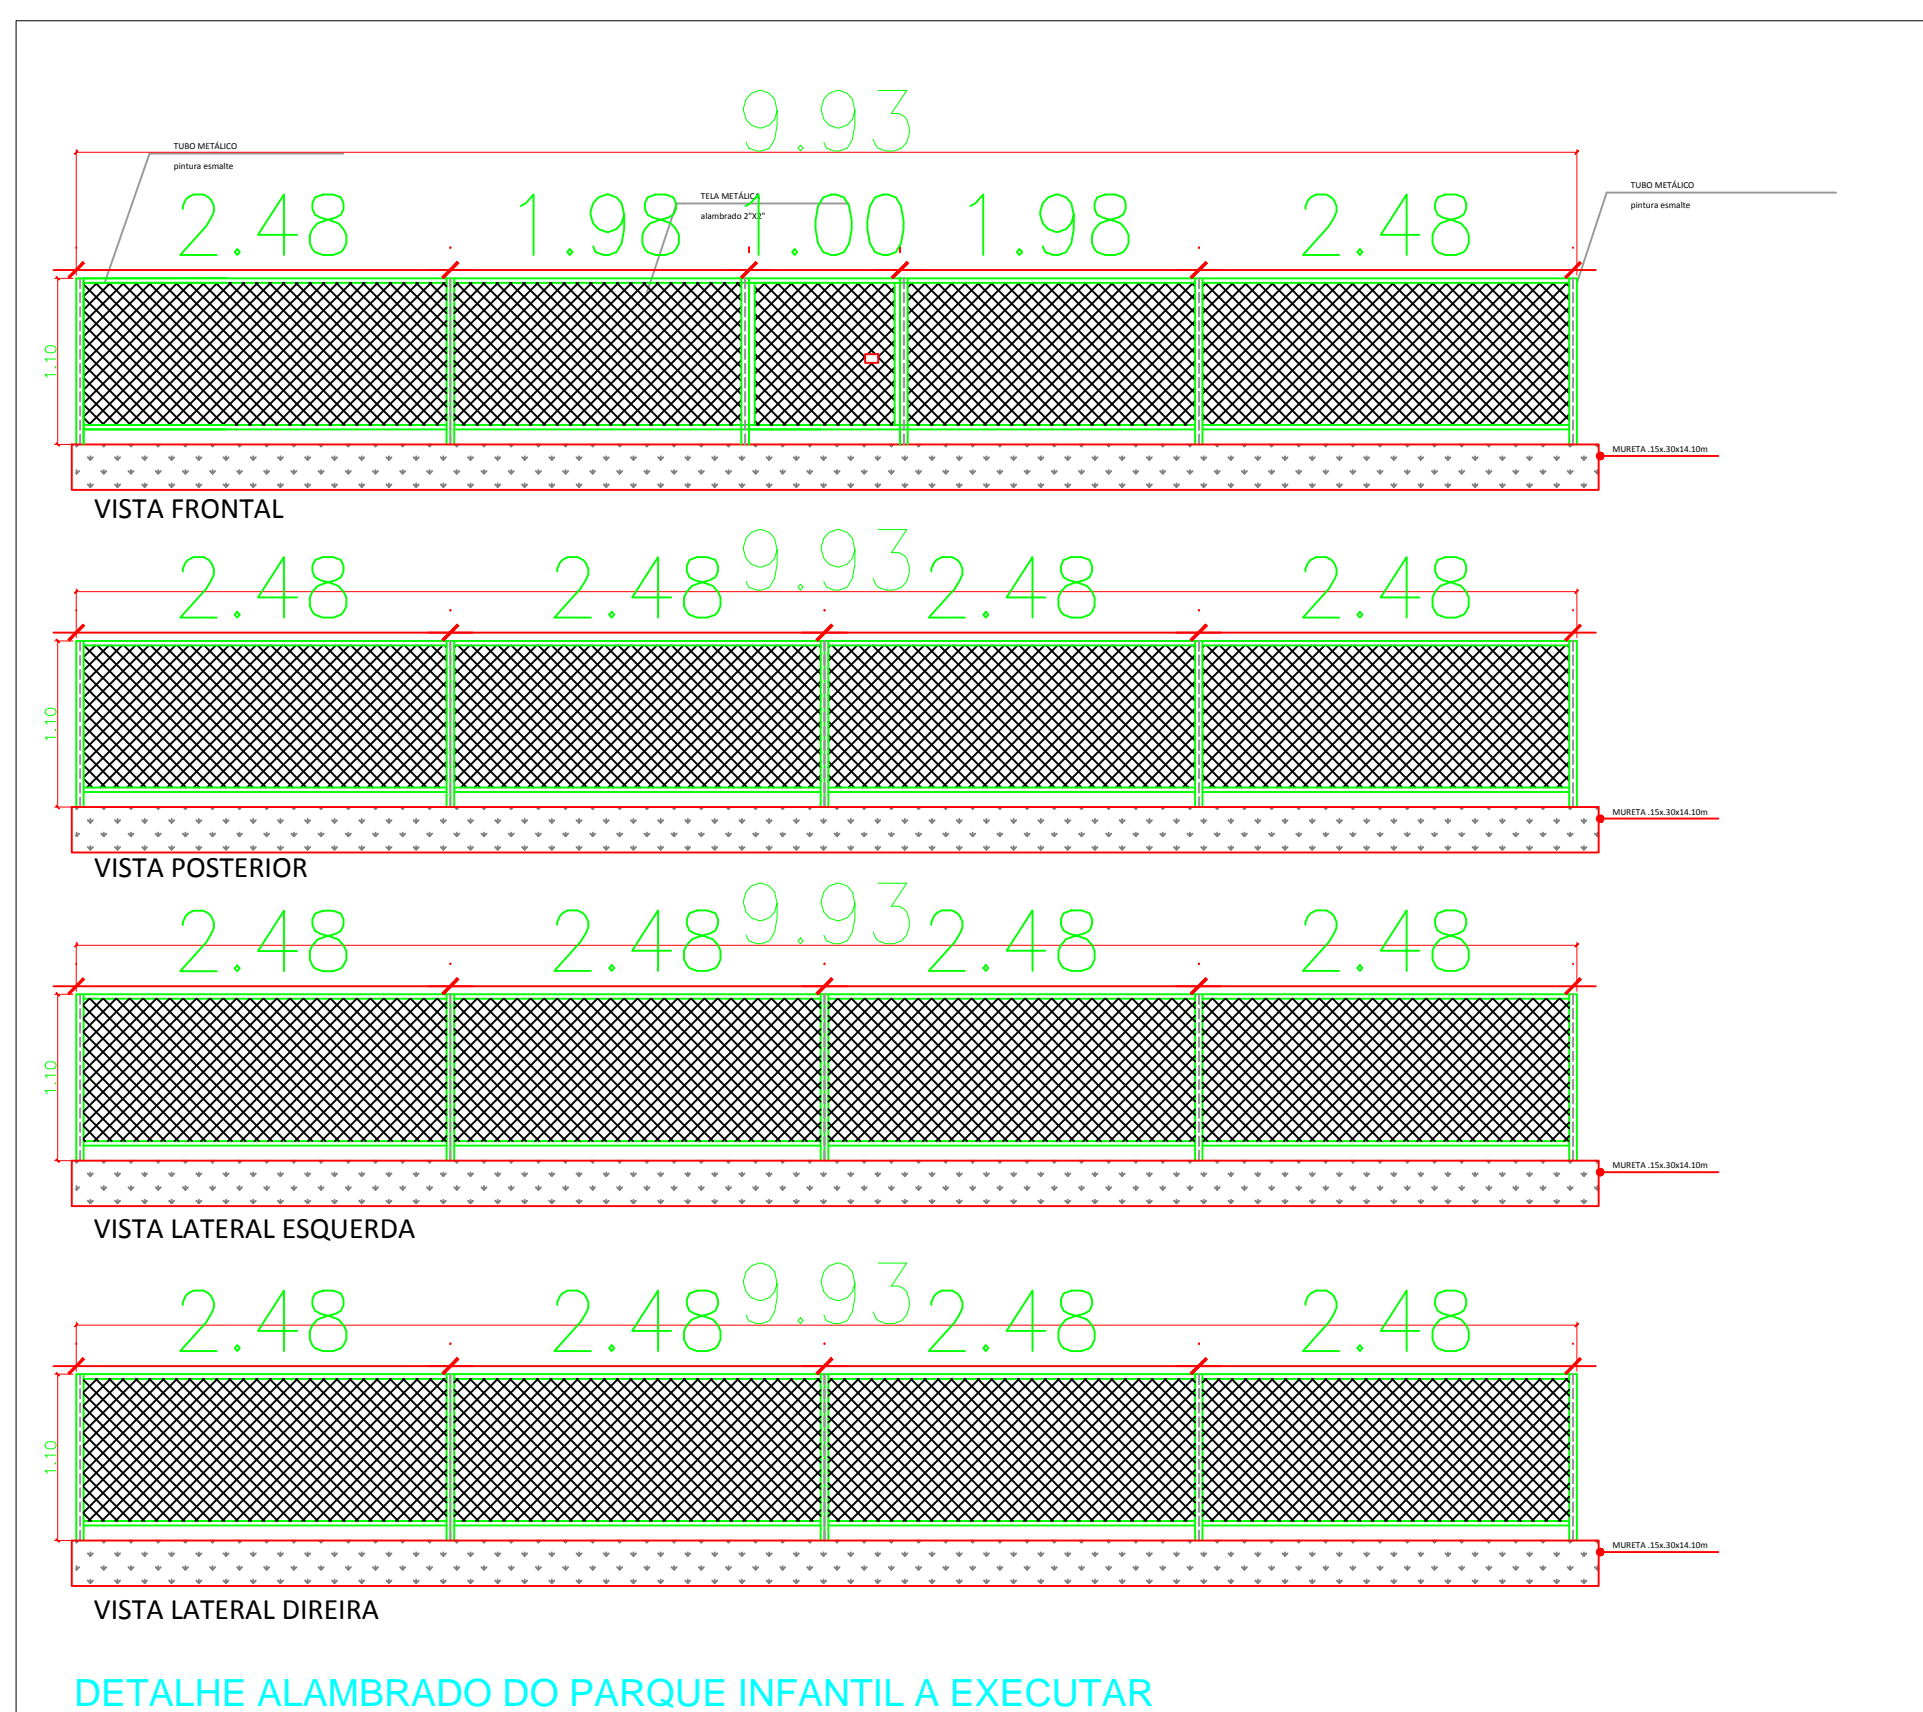 9.93
TUBO METÁLICO
pintura esmalte
TUBO METÁLICO
pintura esmalte
TELA METÁLICA
alambrado 2"X2"
2.48 1.98 1.00 1.98 2.48
1.10
MURETA .15x.30x14.10m
VISTA FRONTAL
9.93
2.48 2.48 2.48 2.48
1.10
MURETA .15x.30x14.10m
VISTA POSTERIOR
9.93
2.48 2.48 2.48 2.48
1.10
MURETA .15x.30x14.10m
VISTA LATERAL ESQUERDA
9.93
2.48 2.48 2.48 2.48
1.10
MURETA .15x.30x14.10m
VISTA LATERAL DIREIRA
DETALHE ALAMBRADO DO PARQUE INFANTIL A EXECUTAR